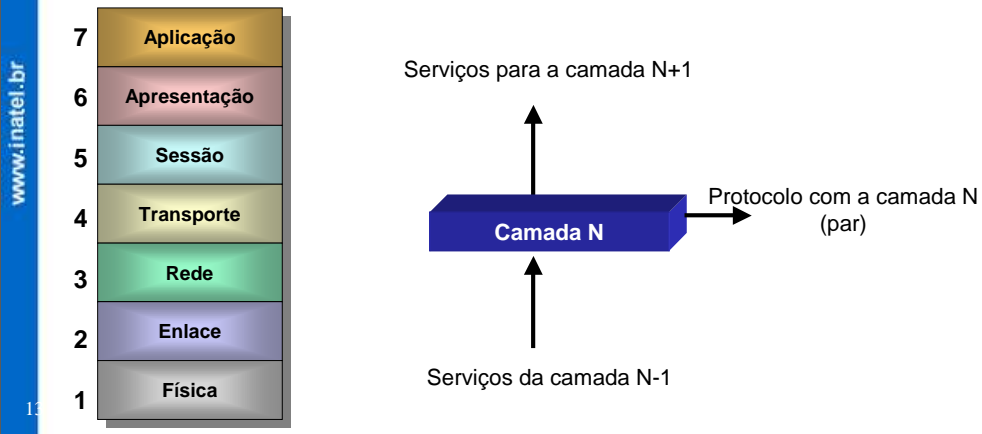 www.inatel.br
7 Aplicação
6 Apresentação
5 Sessão
4 Transporte
3 Rede
2 Enlace
1 Física
Serviços para a camada N+1
Camada N
Protocolo com a camada N
(par)
Serviços da camada N-1